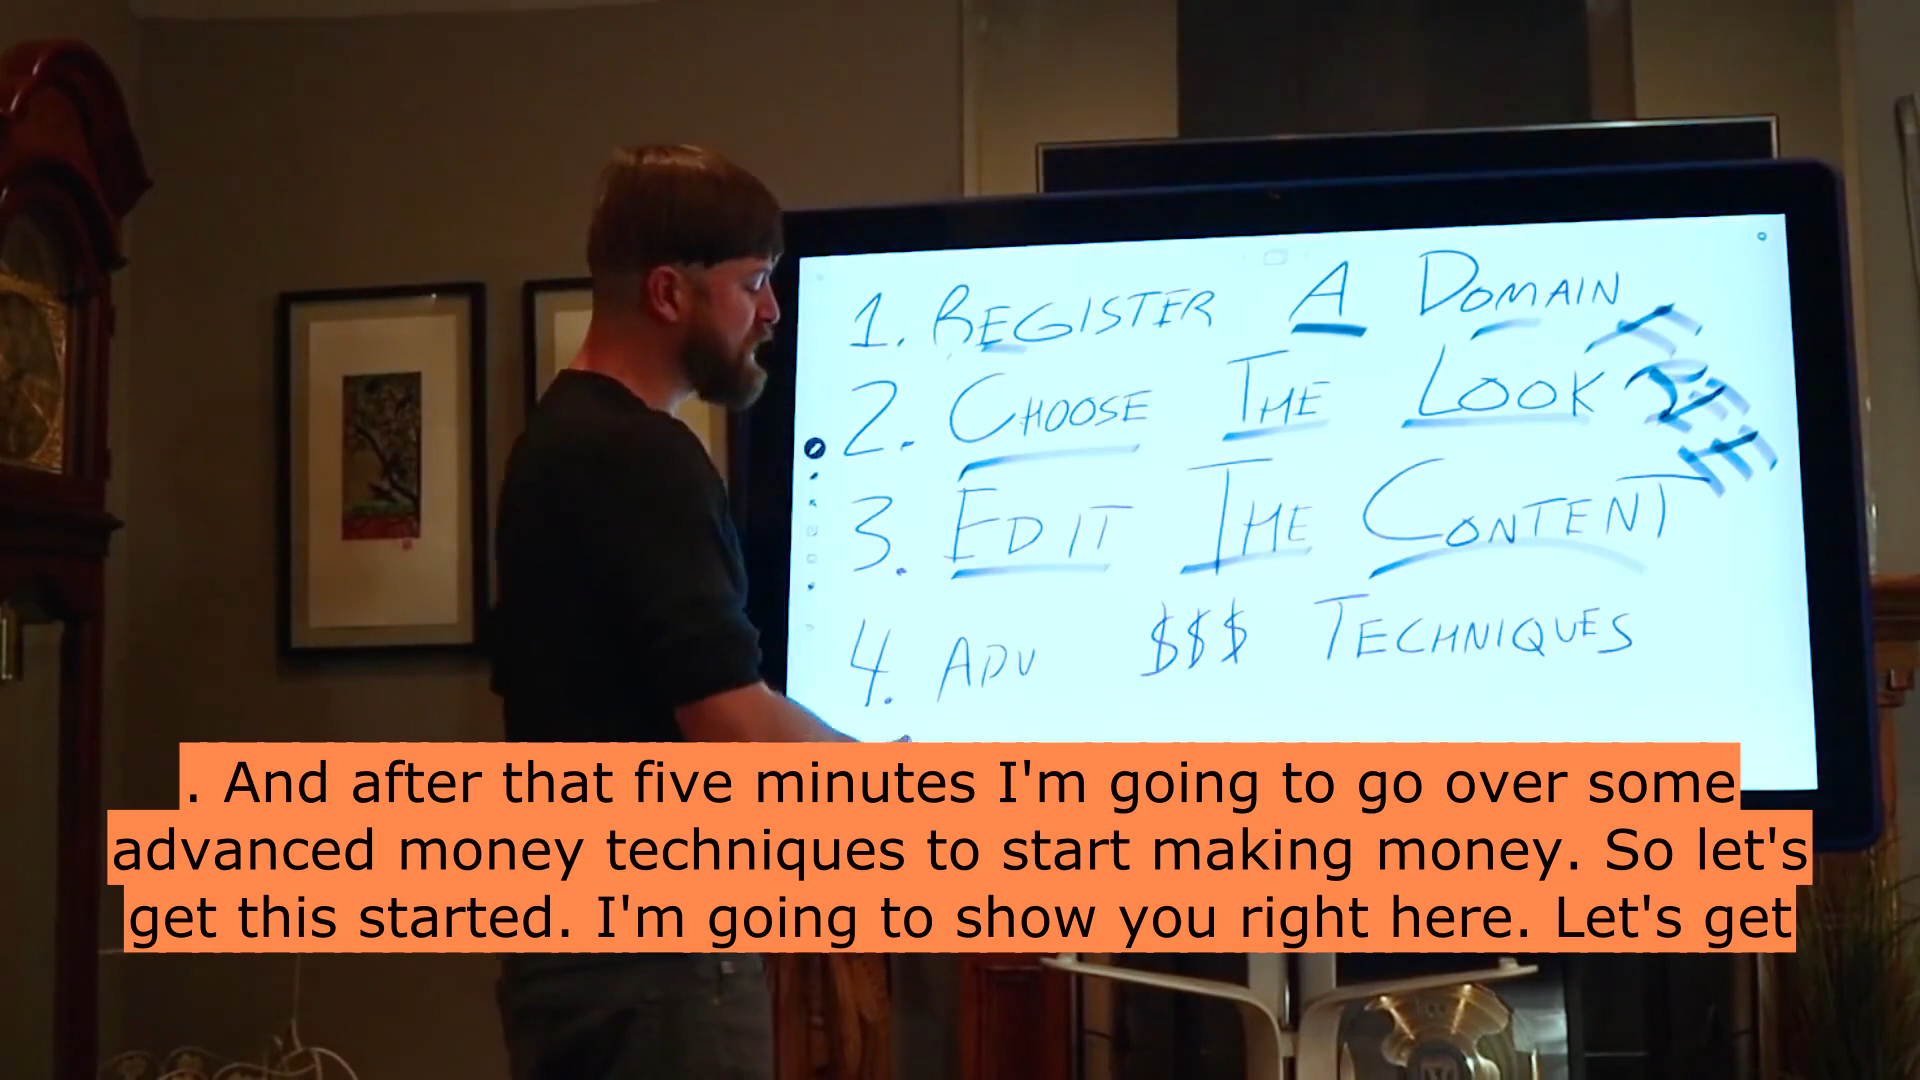 1. REGISTER A DOMAIN
FREE
2. CHOOSE THE LOOK
3. EDIT THE CONTENT
4. ADV $$$ TECHNIQUES
. And after that five minutes I'm going to go over some
advanced money techniques to start making money. So let's
get this started. I'm going to show you right here. Let's get